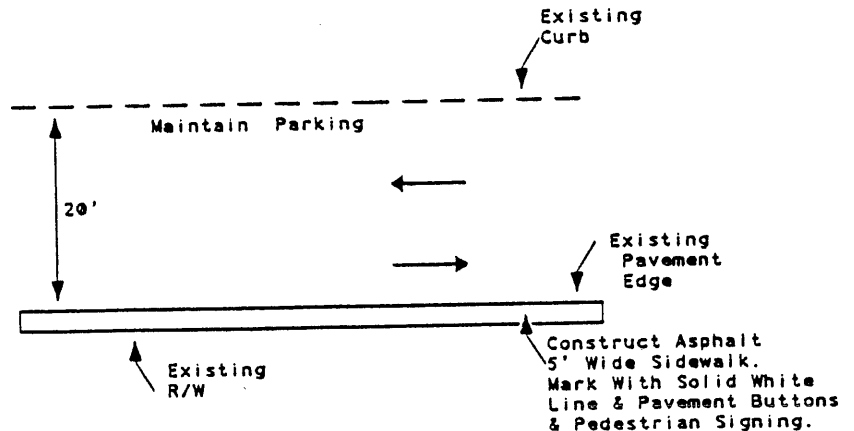 Existing
Curb
Maintain Parking
20'
Existing
Pavement
Edge
Existing
R/W
Construct Asphalt
5' Wide Sidewalk.
Mark With Solid White
Line & Pavement Buttons
& Pedestrian Signing.